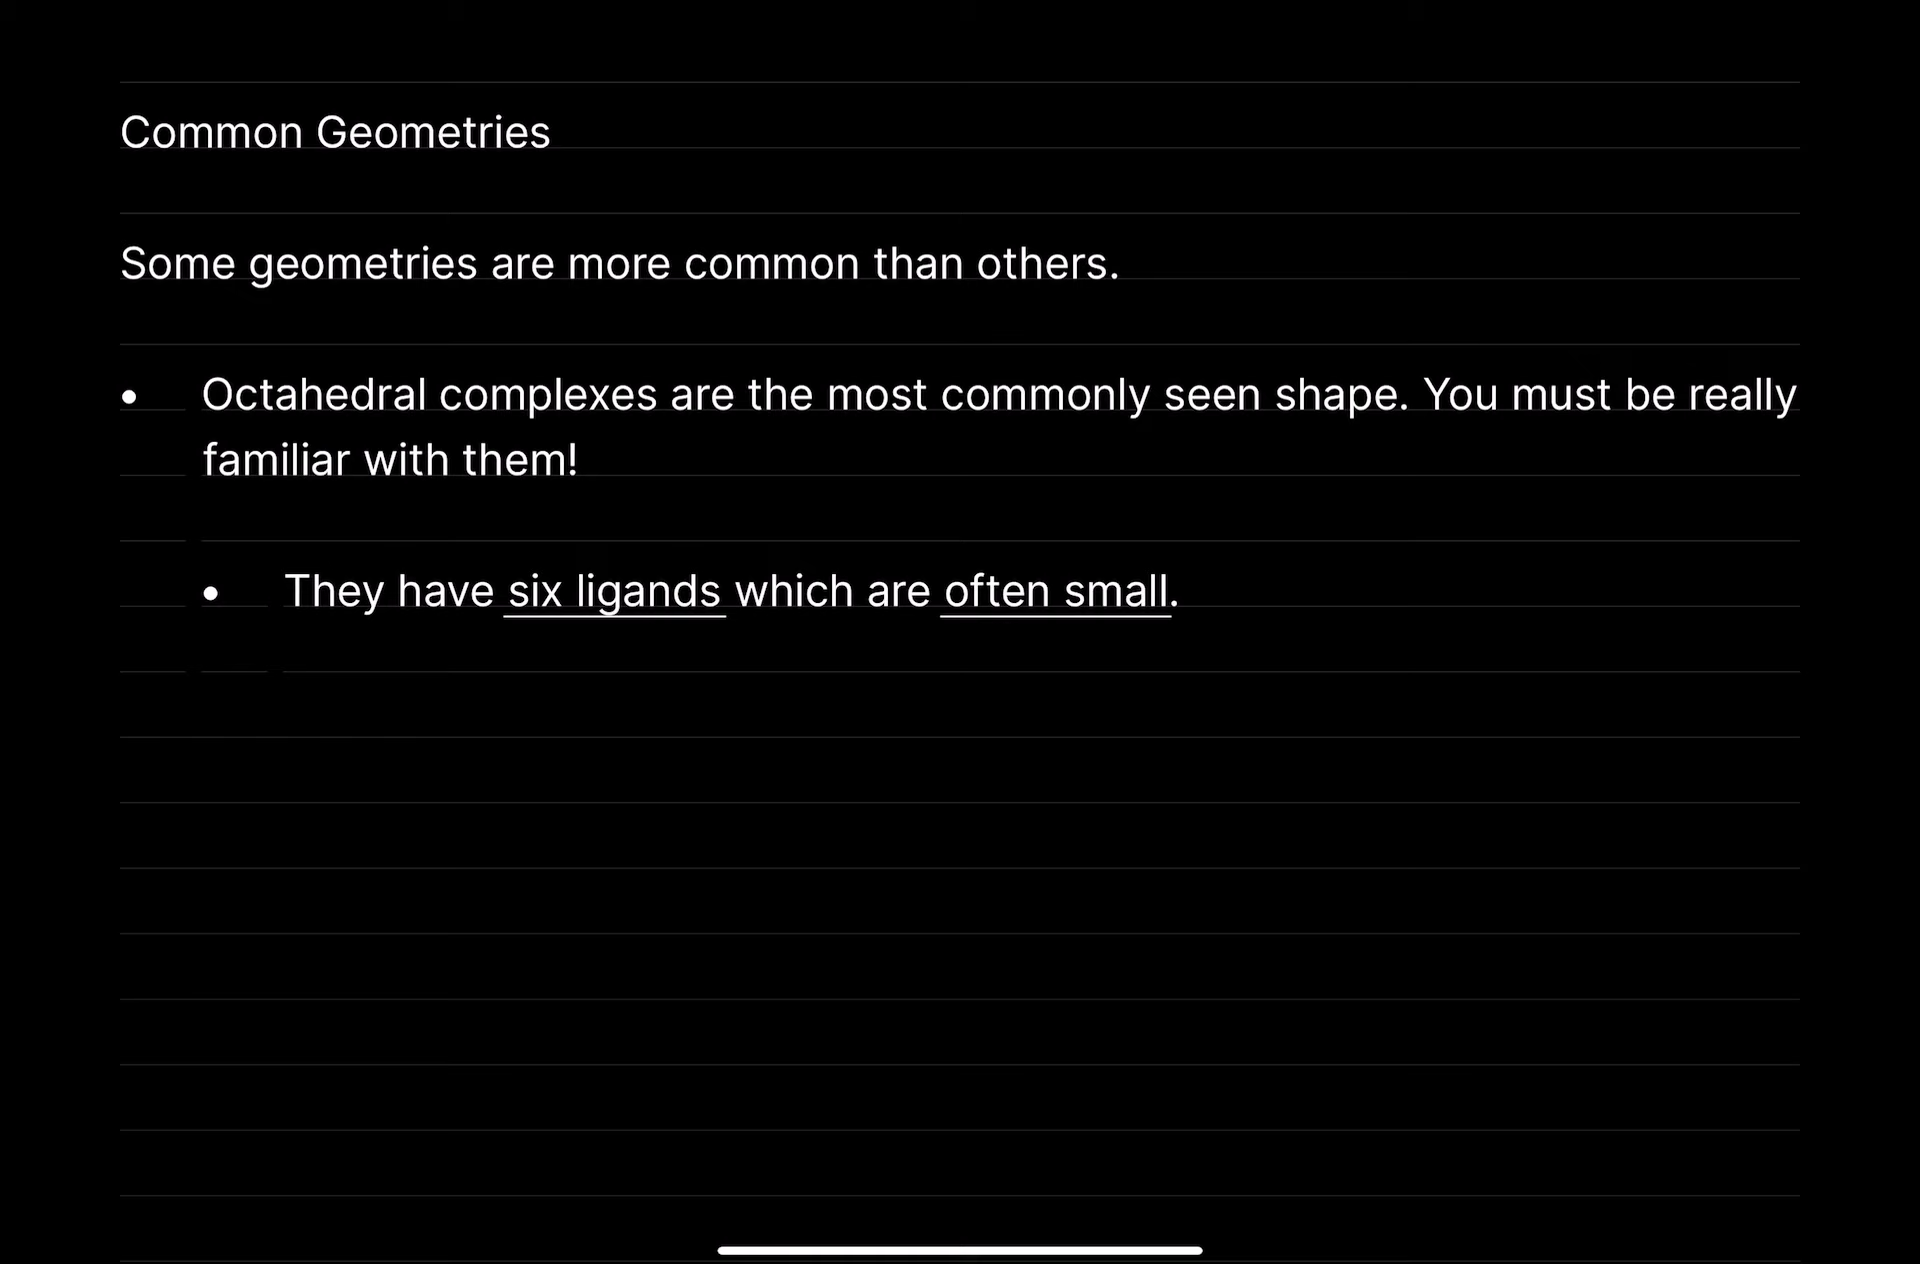 Common Geometries
Some geometries are more common than others.
• Octahedral complexes are the most commonly seen shape. You must be really
familiar with them!
• They have six ligands which are often small.